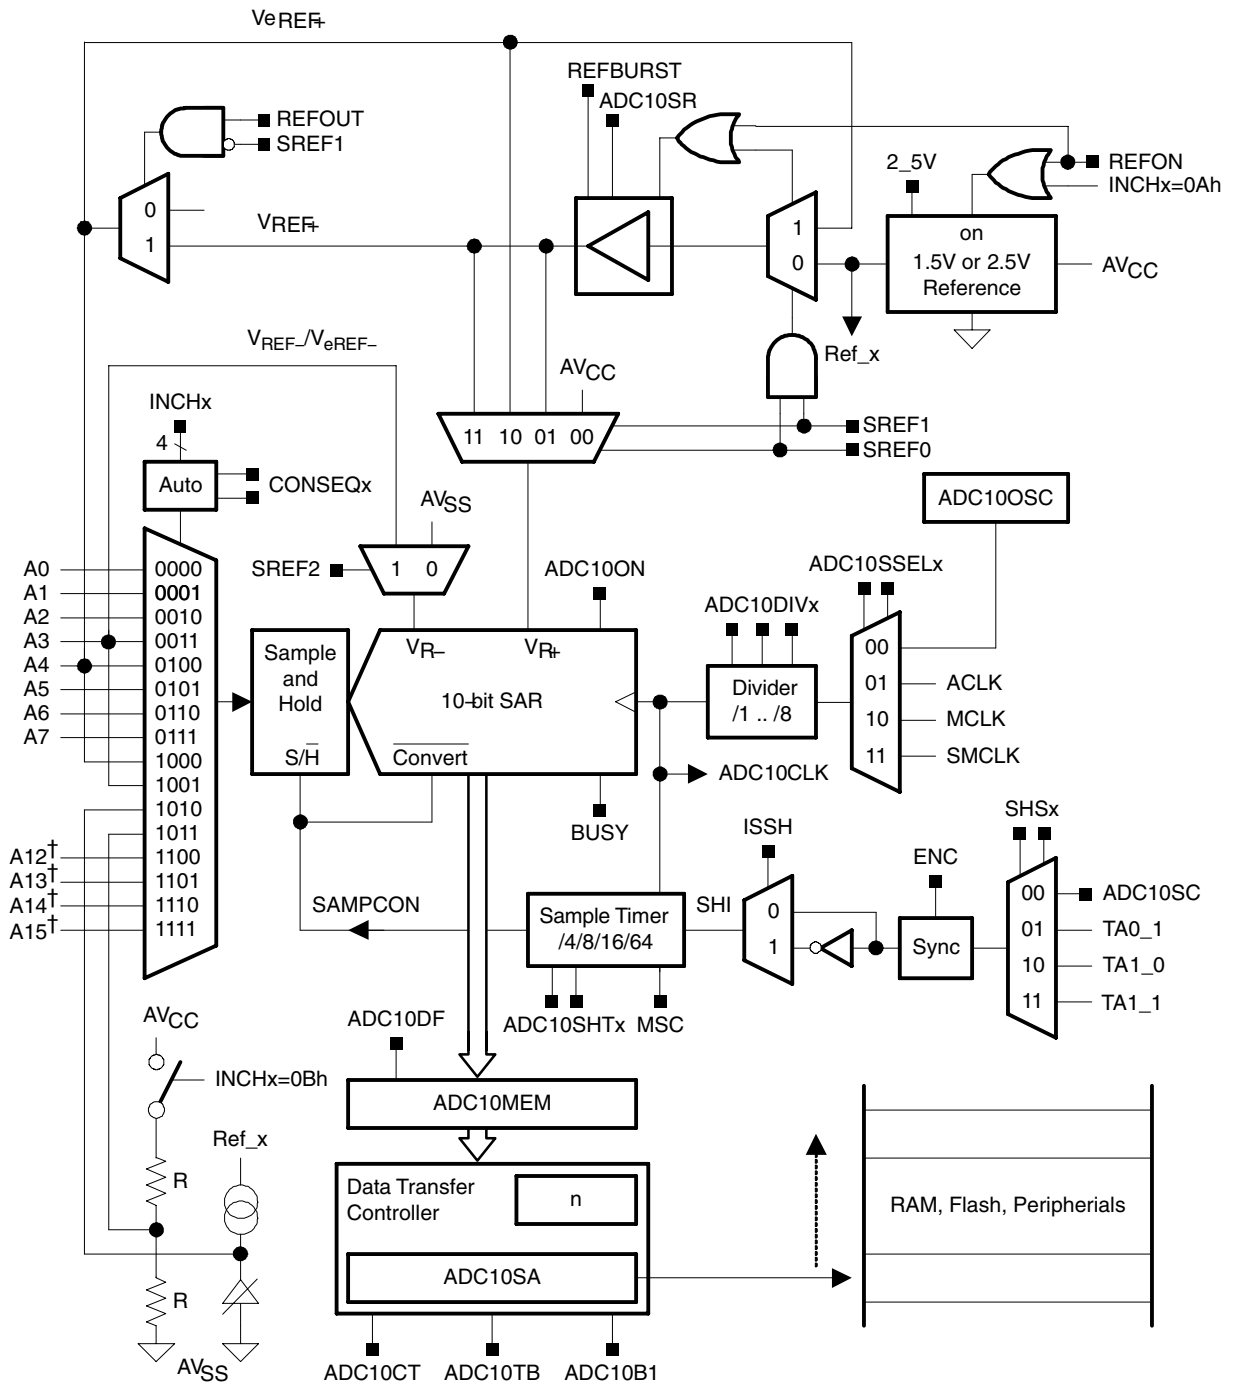 VeREF+
REFBURST
ADC10SR
REFOUT
SREF1
2_5V
REFON
INCHx=0Ah
0
1
VREF+
1
0
on
1.5V or 2.5V
Reference
AVCC
VREF–/VeREF–
Ref_x
AVCC
INCHx
4
11 10 01 00
SREF1
SREF0
Auto
CONSEQx
AVSS
ADC10OSC
SREF2
1 0
ADC10ON
ADC10SSELx
ADC10DIVx
A0 0000
A1 0001
A2 0010
A3 0011
A4 0100
A5 0101
A6 0110
A7 0111
1000
1001
1010
1011
A12† 1100
A13† 1101
A14† 1110
A15† 1111
Sample
and
Hold
S/H
VR–
VR+
10–bit SAR
Convert
Divider
/1 .. /8
00
01 ACLK
10 MCLK
11 SMCLK
ADC10CLK
BUSY
ISSH
ENC
SHSx
SAMPCON
Sample Timer
/4/8/16/64
SHI
0
1
Sync
00 ADC10SC
01 TA0_1
10 TA1_0
11 TA1_1
ADC10SHTx
MSC
AVCC
ADC10DF
INCHx=0Bh
ADC10MEM
Ref_x
R
Data Transfer
Controller
n
RAM, Flash, Peripherials
ADC10SA
R
AVSS
ADC10CT
ADC10TB
ADC10B1